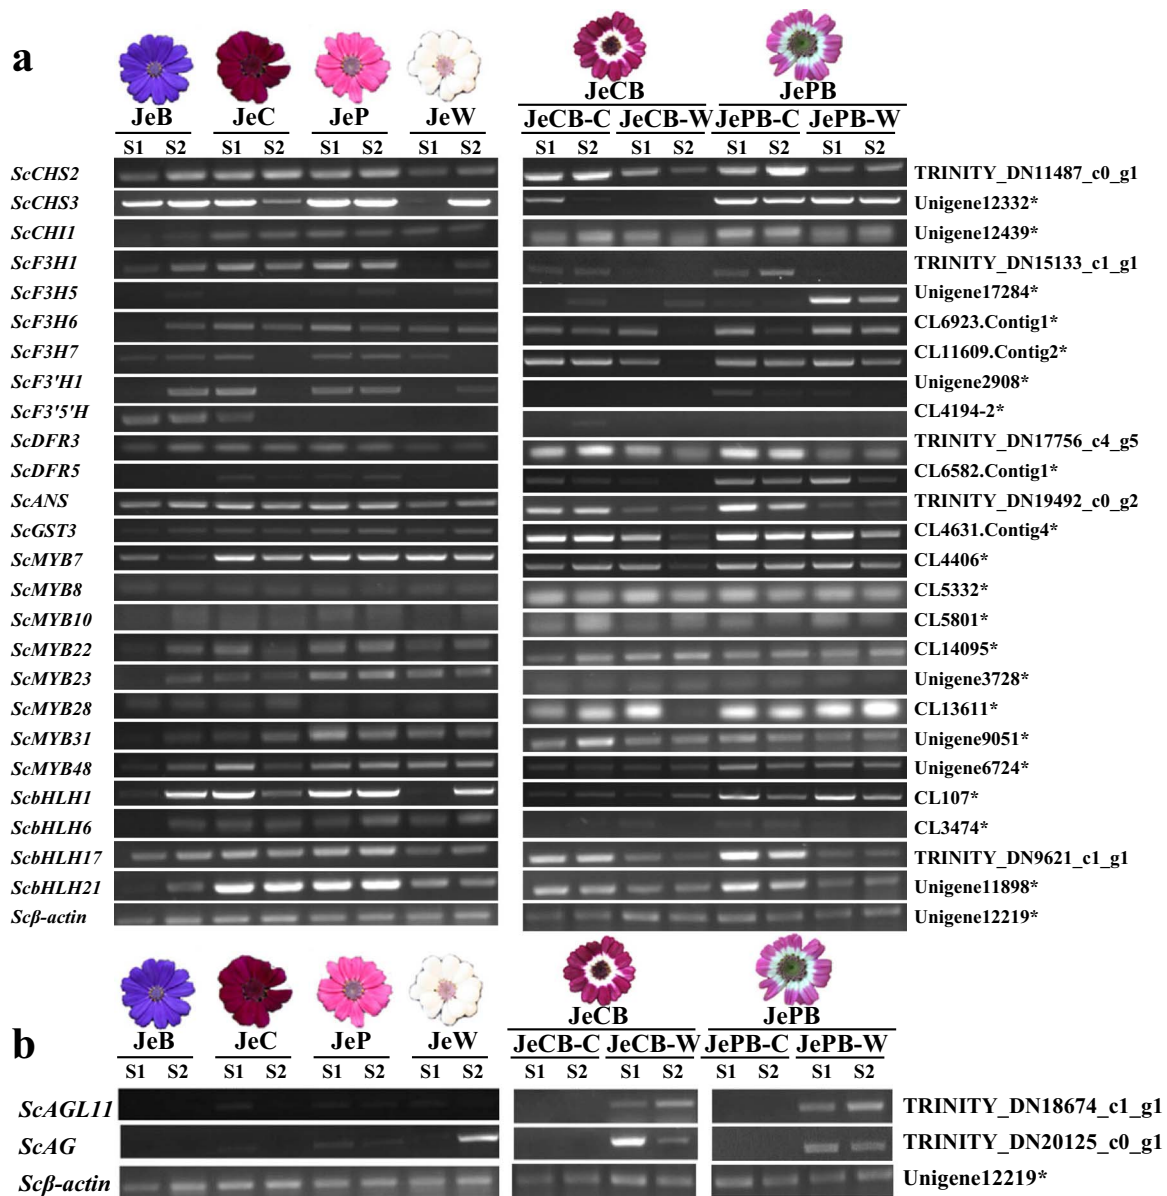 a
JeB JeC JeP JeW JeCB JePB
JeCB-C JeCB-W JePB-C JePB-W
S1 S2 S1 S2 S1 S2 S1 S2 S1 S2 S1 S2 S1 S2 S1 S2
ScCHS2 TRINITY_DN11487_c0_g1
ScCHS3 Unigene12332*
ScCHI1 Unigene12439*
ScF3H1 TRINITY_DN15133_c1_g1
ScF3H5 Unigene17284*
ScF3H6 CL6923.Contig1*
ScF3H7 CL11609.Contig2*
ScF3'H1 Unigene2908*
ScF3'5'H CL4194-2*
ScDFR3 TRINITY_DN17756_c4_g5
ScDFR5 CL6582.Contig1*
ScANS TRINITY_DN19492_c0_g2
ScGST3 CL4631.Contig4*
ScMYB7 CL4406*
ScMYB8 CL5332*
ScMYB10 CL5801*
ScMYB22 CL14095*
ScMYB23 Unigene3728*
ScMYB28 CL13611*
ScMYB31 Unigene9051*
ScMYB48 Unigene6724*
ScbHLH1 CL107*
ScbHLH6 CL3474*
ScbHLH17 TRINITY_DN9621_c1_g1
ScbHLH21 Unigene11898*
Scβ-actin Unigene12219*
b
JeB JeC JeP JeW JeCB JePB
JeCB-C JeCB-W JePB-C JePB-W
S1 S2 S1 S2 S1 S2 S1 S2 S1 S2 S1 S2 S1 S2 S1 S2
ScAGL11 TRINITY_DN18674_c1_g1
ScAG TRINITY_DN20125_c0_g1
Scβ-actin Unigene12219*